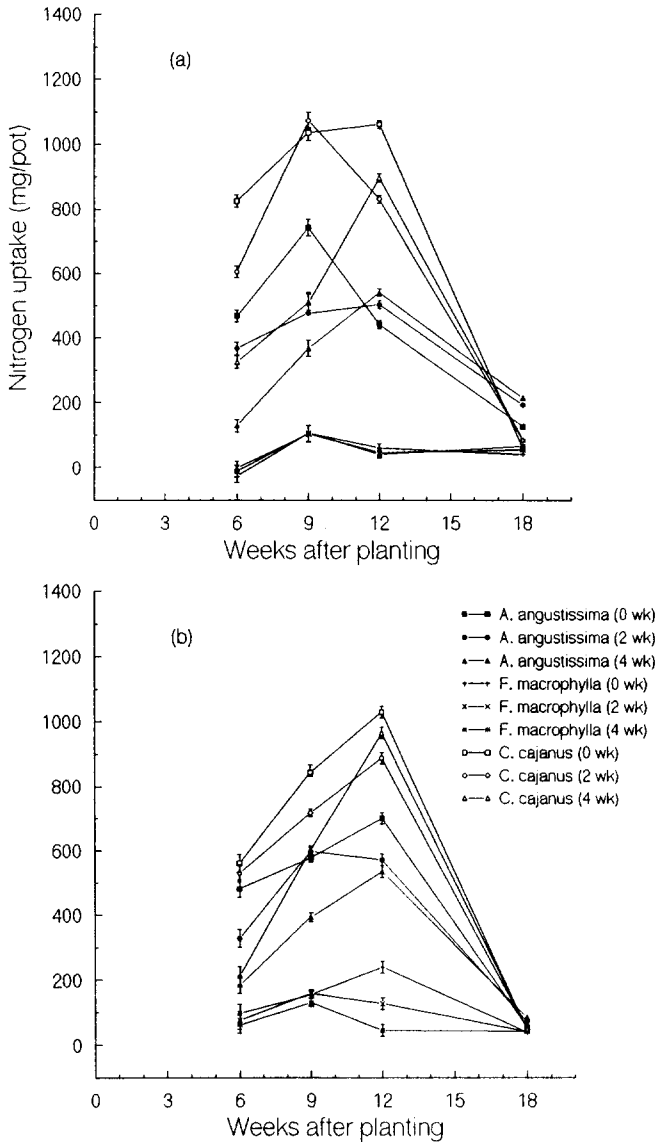 1400
(a)
1200
1000
800
600
400
200
0
Nitrogen uptake (mg/pot)
0 3 6 9 12 15 18
Weeks after planting
1400
(b)
1200
1000
800
600
400
200
0
A. angustissima (0 wk)
A. angustissima (2 wk)
A. angustissima (4 wk)
F. macrophylla (0 wk)
F. macrophylla (2 wk)
F. macrophylla (4 wk)
C. cajanus (0 wk)
C. cajanus (2 wk)
C. cajanus (4 wk)
0 3 6 9 12 15 18
Weeks after planting